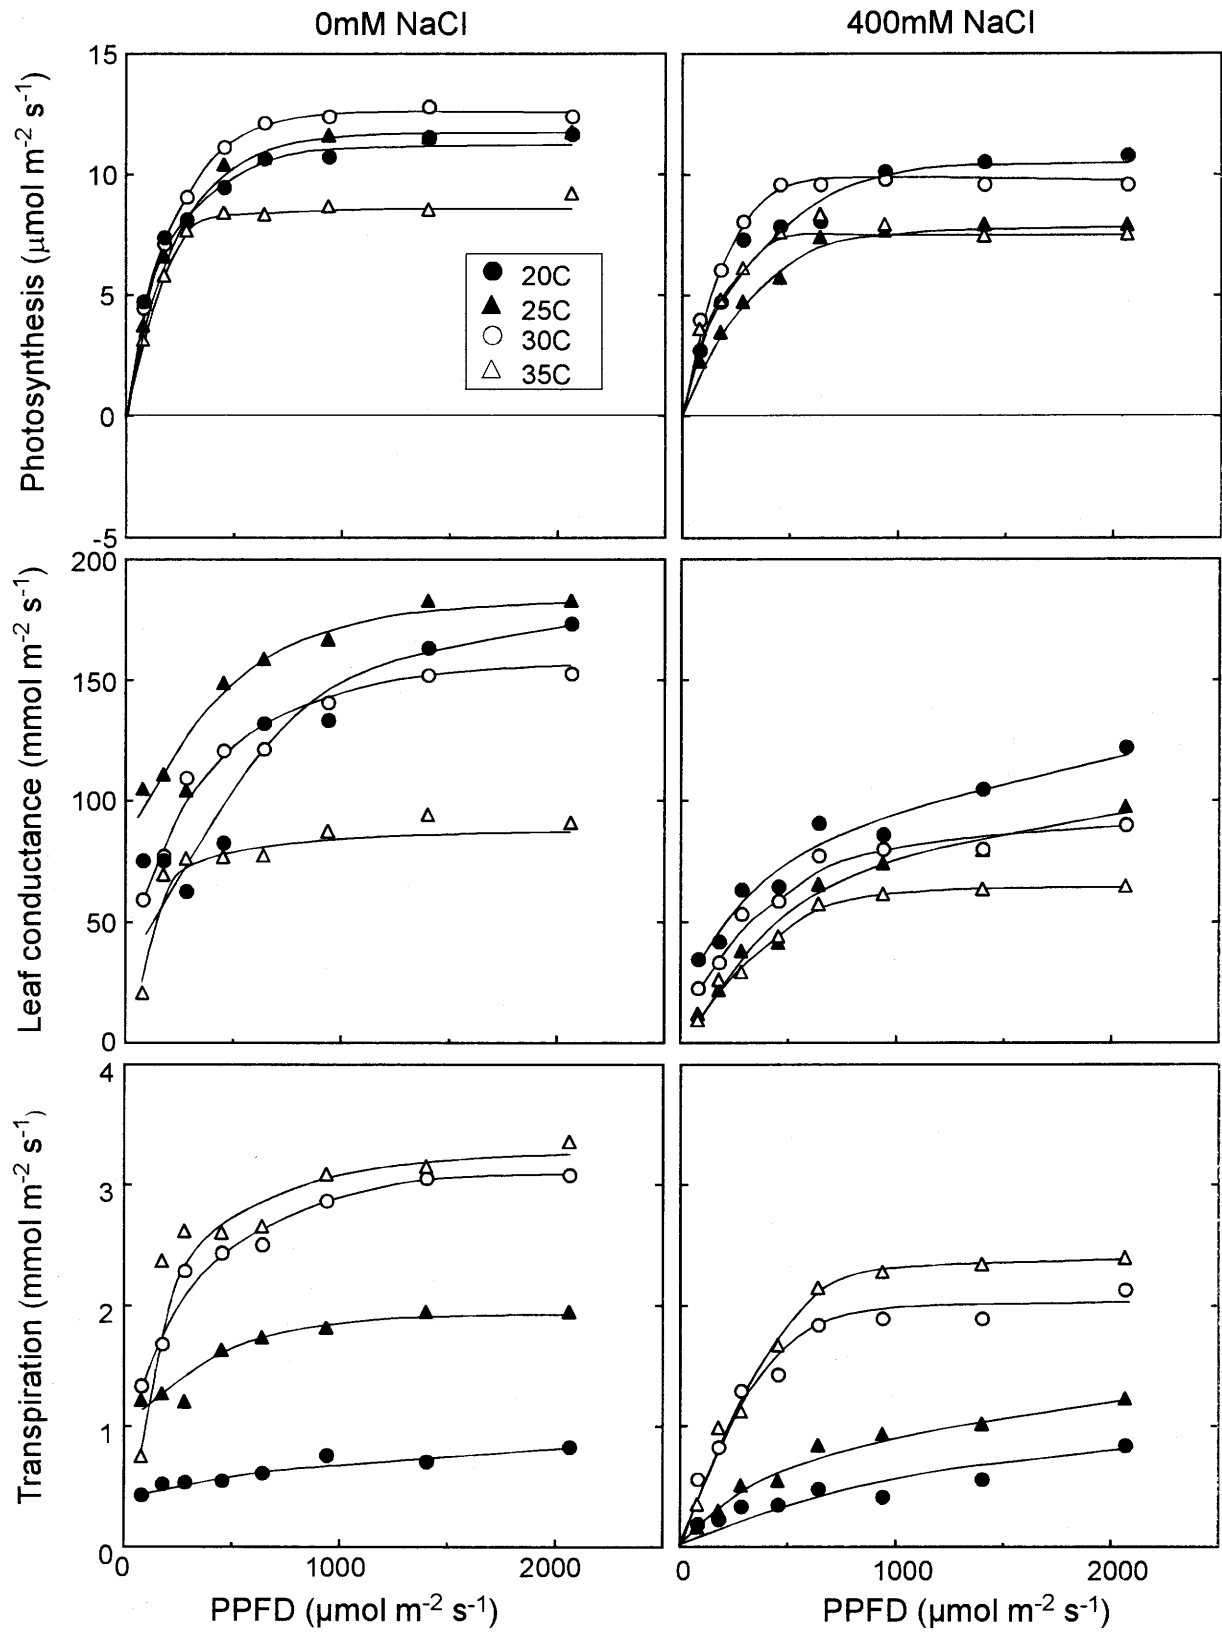 0mM NaCl
400mM NaCl
Photosynthesis (µmol m-2 s-1)
15
10
5
0
-5
20C
25C
30C
35C
Leaf conductance (mmol m-2 s-1)
200
150
100
50
0
Transpiration (mmol m-2 s-1)
4
3
2
1
0
0 1000 2000
0 1000 2000
PPFD (µmol m-2 s-1)
PPFD (µmol m-2 s-1)